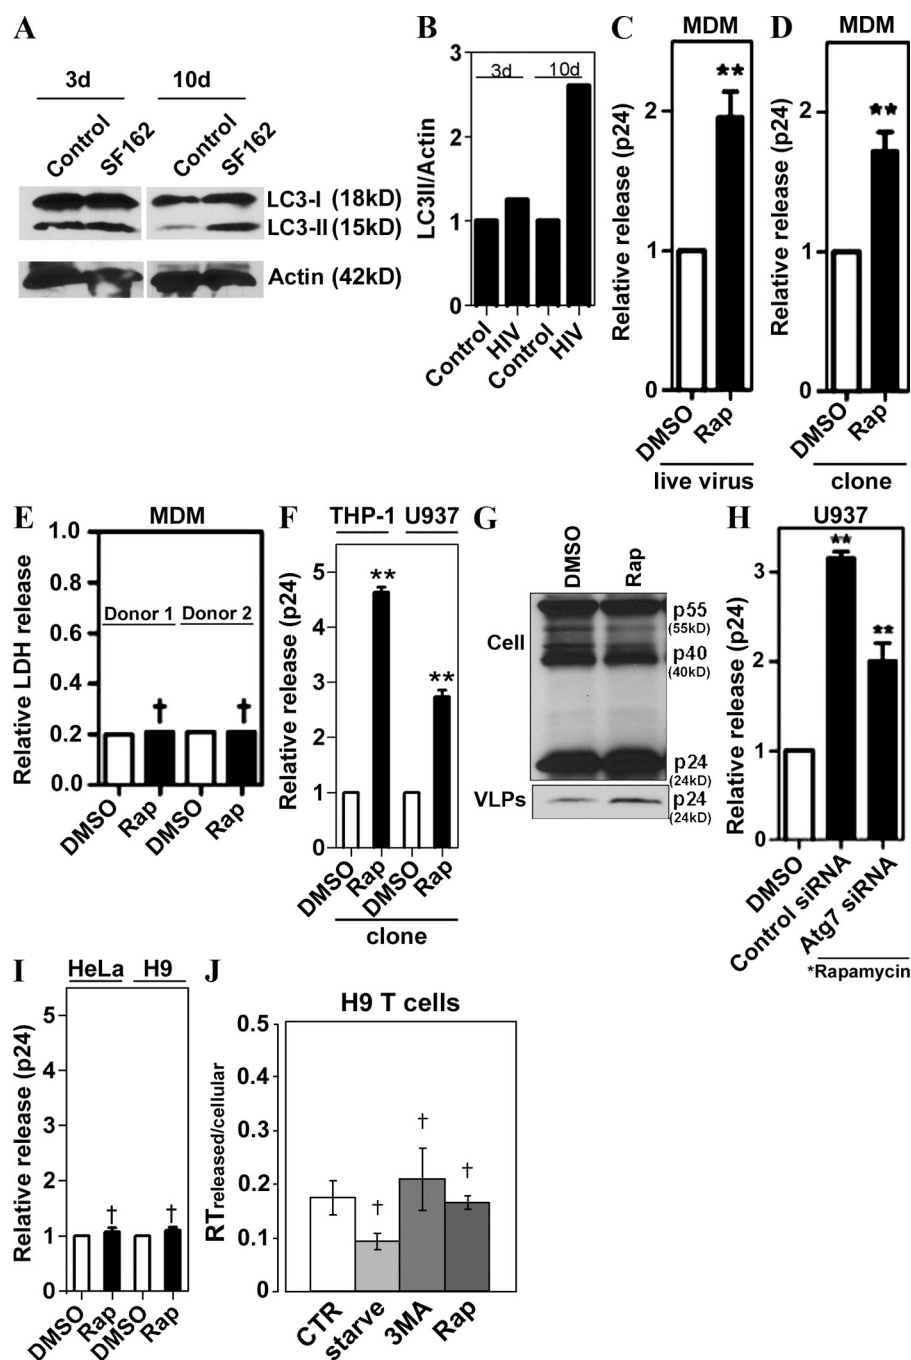 A
3d
10d
Control
SF162
Control
SF162
LC3-I (18kD)
LC3-II (15kD)
Actin (42kD)
B
LC3II/Actin
3
2
1
0
3d
10d
Control
HIV
Control
HIV
C
MDM
Relative release (p24)
2
1
0
**
DMSO
Rap
live virus
D
MDM
Relative release (p24)
2
1
0
**
DMSO
Rap
clone
E
MDM
Relative LDH release
1.0
0.8
0.6
0.4
0.2
0.0
Donor 1
Donor 2
†
†
DMSO
Rap
DMSO
Rap
F
THP-1
U937
Relative release (p24)
5
4
2
1
0
**
**
DMSO
Rap
DMSO
Rap
clone
G
DMSO
Rap
Cell
p55
(55kD)
p40
(40kD)
p24
(24kD)
VLPs
p24
(24kD)
H
U937
Relative release (p24)
3
2
1
0
**
**
DMSO
Control siRNA
Atg7 siRNA
*Rapamycin
I
HeLa
H9
Relative release (p24)
5
4
3
2
1
0
†
†
DMSO
Rap
DMSO
Rap
J
H9 T cells
RTreleased/cellular
0.5
0.4
0.3
0.2
0.1
0
†
†
†
CTR
starve
3MA
Rap